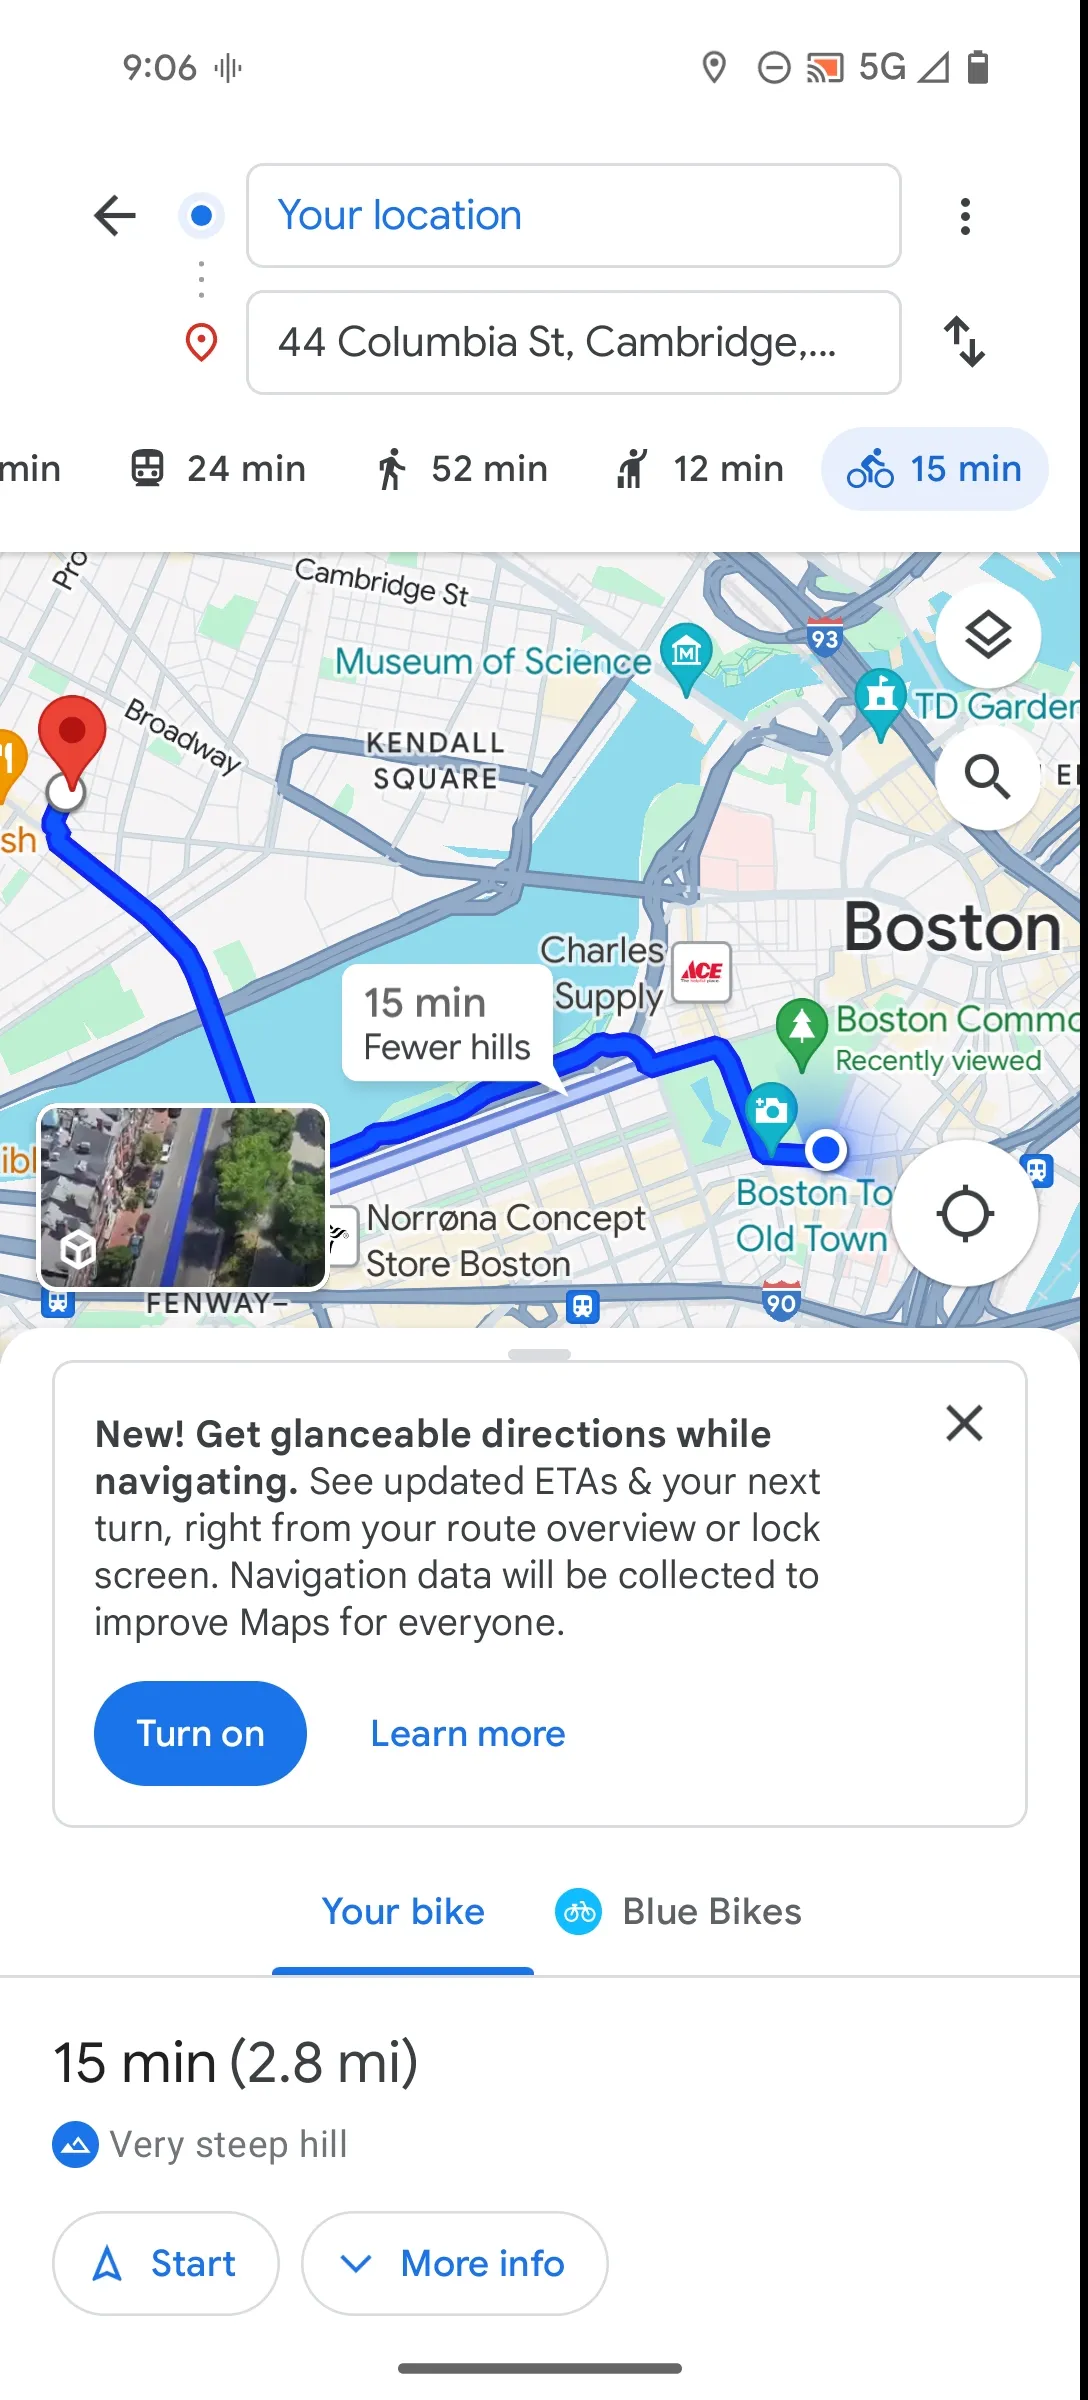 9:06
5G
Your location
44 Columbia St, Cambridge,...
min
24 min
52 min
12 min
15 min
Pro
Cambridge St
93
Museum of Science
TD Garden
Broadway
KENDALL
SQUARE
sh
Boston
Charles
Supply
ACE
15 min
Fewer hills
Boston Commo
Recently viewed
Boston To
Old Town
Norrøna Concept
Store Boston
FENWAY–
90
New! Get glanceable directions while
navigating. See updated ETAs & your next
turn, right from your route overview or lock
screen. Navigation data will be collected to
improve Maps for everyone.
Turn on
Learn more
Your bike
Blue Bikes
15 min (2.8 mi)
Very steep hill
Start
More info